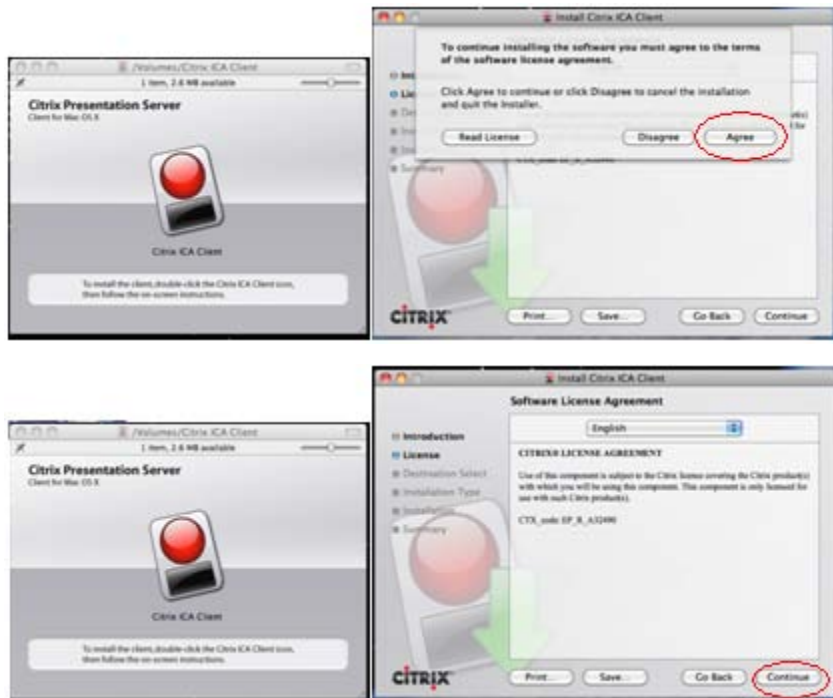 /Volumes/Citrix ICA Client
1 item, 2.6 MB available
Citrix Presentation Server
Client for Mac OS X
Citrix ICA Client
To install the client, double-click the Citrix ICA Client icon,
then follow the on-screen instructions.
Install Citrix ICA Client
To continue installing the software you must agree to the terms
of the software license agreement.
Click Agree to continue or click Disagree to cancel the installation
and quit the Installer.
Read License
Disagree
Agree
Summary
CITRIX
Print...
Save...
Go Back
Continue
/Volumes/Citrix ICA Client
1 item, 2.6 MB available
Citrix Presentation Server
Client for Mac OS X
Citrix ICA Client
To install the client, double-click the Citrix ICA Client icon,
then follow the on-screen instructions.
Install Citrix ICA Client
Software License Agreement
English
Introduction
License
Destination Select
Installation Type
Installation
Summary
CITRIX® LICENSE AGREEMENT
Use of this component is subject to the Citrix license covering the Citrix product(s)
with which you will be using this component. This component is only licensed for
use with such Citrix product(s).
CTX_code: EP_R_A32490
CITRIX
Print...
Save...
Go Back
Continue